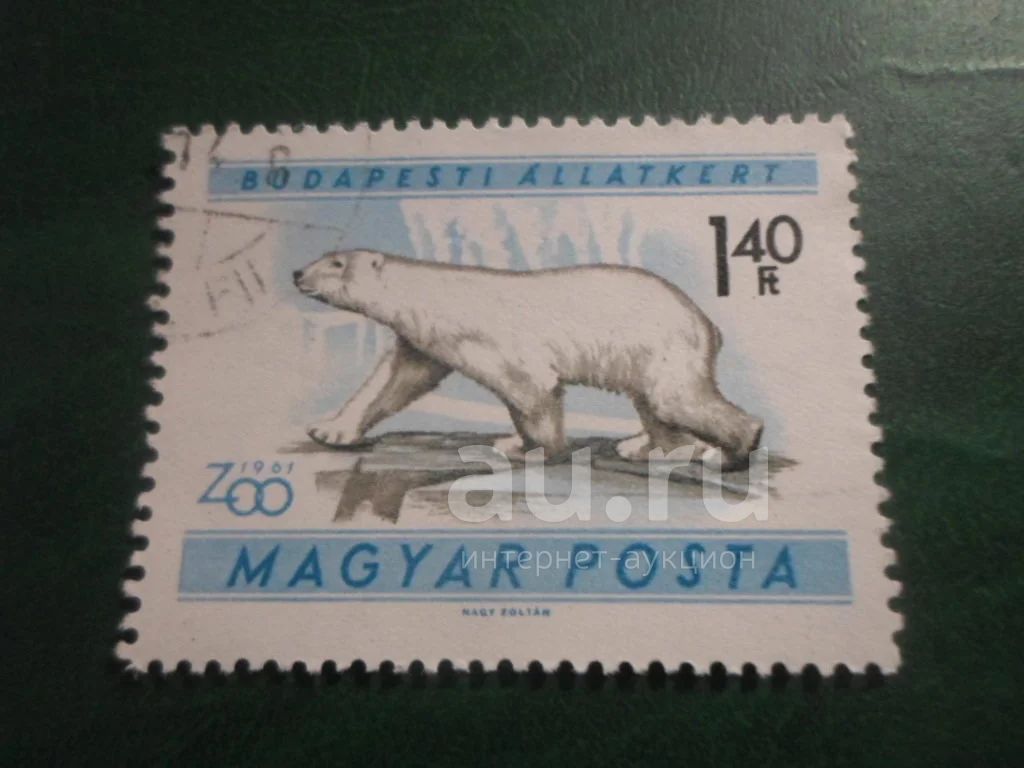 BUDAPESTI ÁLLATKERT
1 40
Ft
1961
ZOO
au.ru
интернет-аукцион
MAGYAR POSTA
NAGY ZOLTÁN